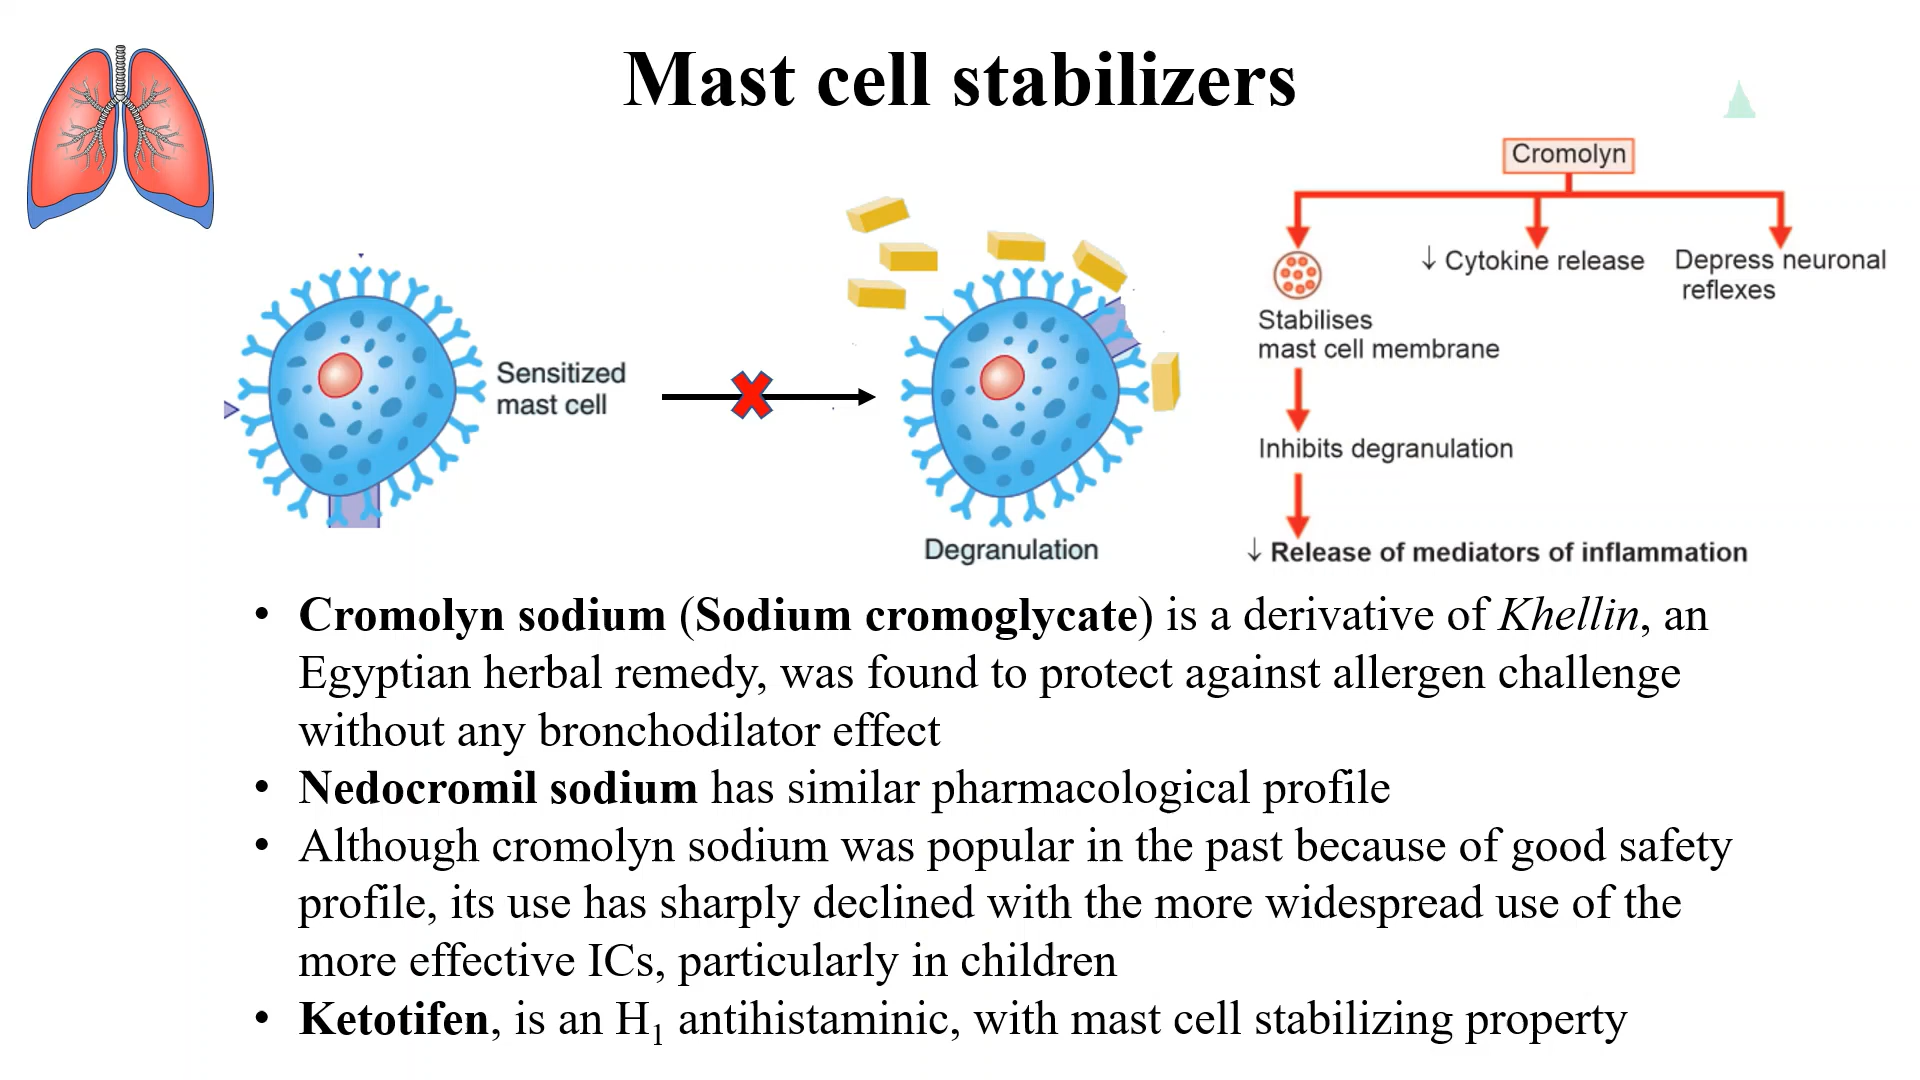 Mast cell stabilizers
Cromolyn
↓ Cytokine release
Depress neuronal
reflexes
Stabilises
mast cell membrane
Inhibits degranulation
↓ Release of mediators of inflammation
Sensitized
mast cell
Degranulation
• Cromolyn sodium (Sodium cromoglycate) is a derivative of Khellin, an
Egyptian herbal remedy, was found to protect against allergen challenge
without any bronchodilator effect
• Nedocromil sodium has similar pharmacological profile
• Although cromolyn sodium was popular in the past because of good safety
profile, its use has sharply declined with the more widespread use of the
more effective ICs, particularly in children
• Ketotifen, is an H₁ antihistaminic, with mast cell stabilizing property